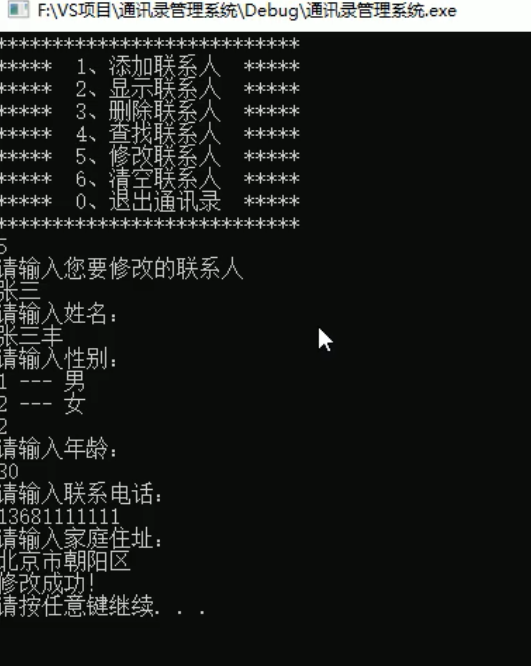 F:\VS项目\通讯录管理系统\Debug\通讯录管理系统.exe
***************************
***** 1、添加联系人 *****
***** 2、显示联系人 *****
***** 3、删除联系人 *****
***** 4、查找联系人 *****
***** 5、修改联系人 *****
***** 6、清空联系人 *****
***** 0、退出通讯录 *****
***************************
5
请输入您要修改的联系人
张三
请输入姓名：
张三丰
请输入性别：
1 --- 男
2 --- 女
2
请输入年龄：
30
请输入联系电话：
13681111111
请输入家庭住址：
北京市朝阳区
修改成功!
请按任意键继续. . .